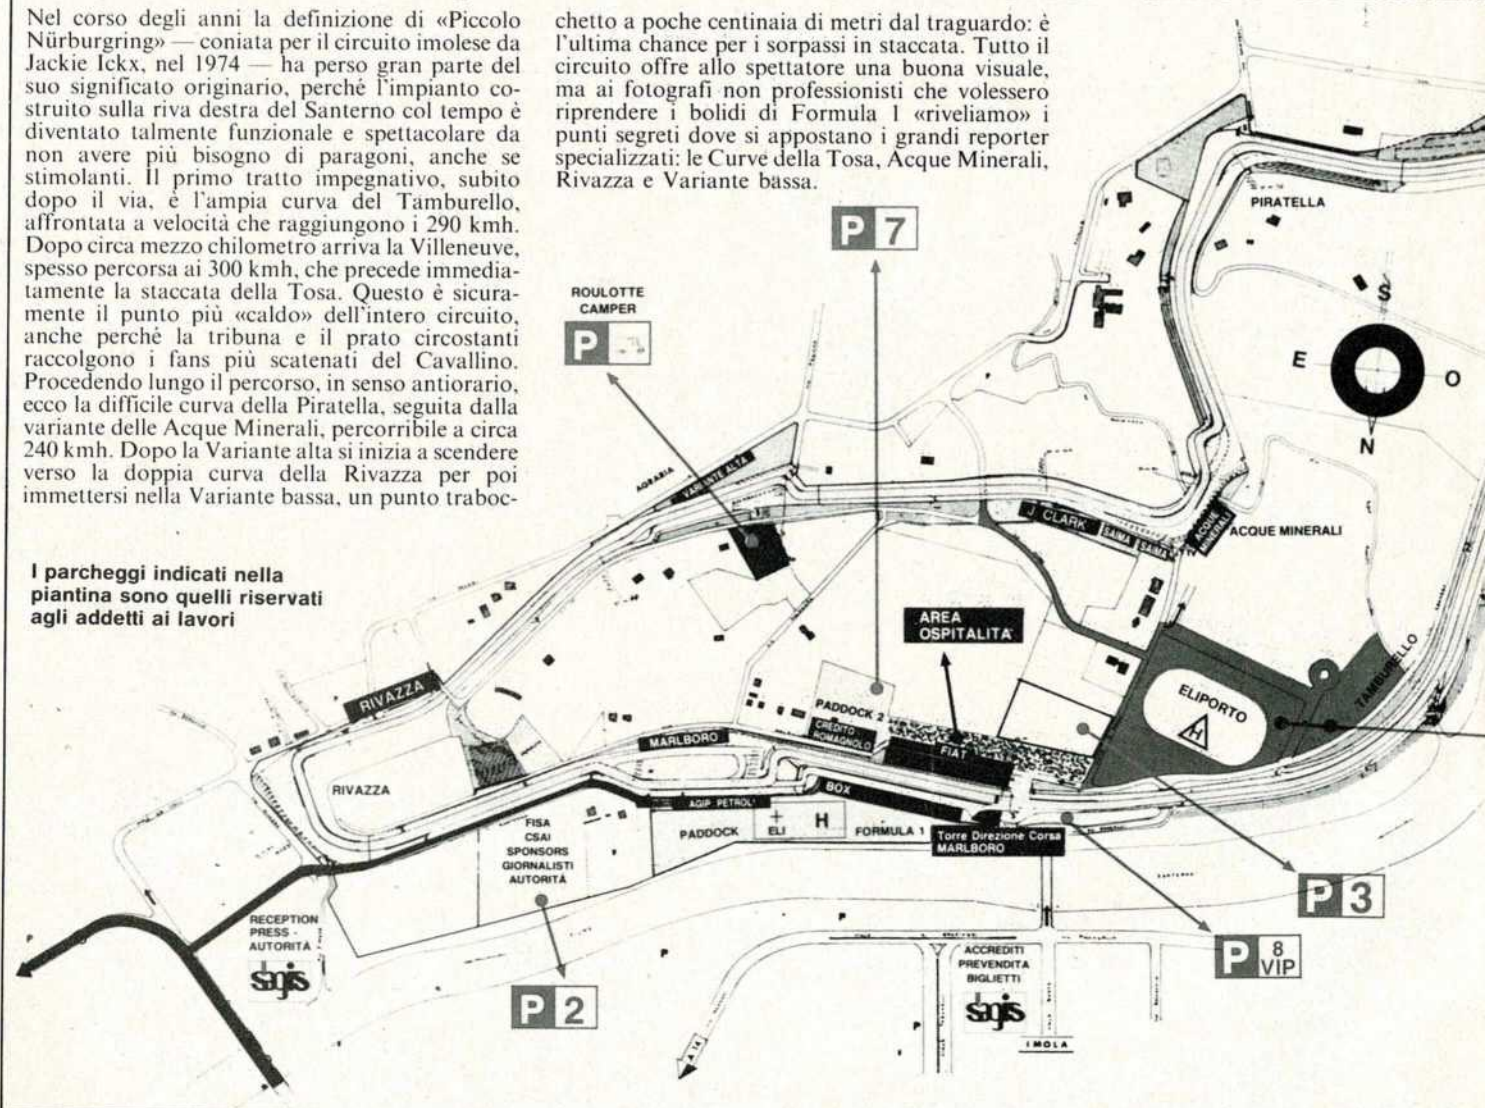 Nel corso degli anni la definizione di «Piccolo
Nürburgring» — coniata per il circuito imolese da
Jackie Ickx, nel 1974 — ha perso gran parte del
suo significato originario, perché l'impianto co-
struito sulla riva destra del Santerno col tempo è
diventato talmente funzionale e spettacolare da
non avere più bisogno di paragoni, anche se
stimolanti. Il primo tratto impegnativo, subito
dopo il via, è l'ampia curva del Tamburello,
affrontata a velocità che raggiungono i 290 kmh.
Dopo circa mezzo chilometro arriva la Villeneuve,
spesso percorsa ai 300 kmh, che precede immedia-
tamente la staccata della Tosa. Questo è sicura-
mente il punto più «caldo» dell'intero circuito,
anche perché la tribuna e il prato circostanti
raccolgono i fans più scatenati del Cavallino.
Procedendo lungo il percorso, in senso antiorario,
ecco la difficile curva della Piratella, seguita dalla
variante delle Acque Minerali, percorribile a circa
240 kmh. Dopo la Variante alta si inizia a scendere
verso la doppia curva della Rivazza per poi
immettersi nella Variante bassa, un punto traboc-
chetto a poche centinaia di metri dal traguardo: è
l'ultima chance per i sorpassi in staccata. Tutto il
circuito offre allo spettatore una buona visuale,
ma ai fotografi non professionisti che volessero
riprendere i bolidi di Formula 1 «riveliamo» i
punti segreti dove si appostano i grandi reporter
specializzati: le Curve della Tosa, Acque Minerali,
Rivazza e Variante bassa.
I parcheggi indicati nella
piantina sono quelli riservati
agli addetti ai lavori
P 7
ROULOTTE
CAMPER
P
PIRATELLA
S
E
O
N
AGRARIA
VARIANTE ALTA
J. CLARK
SAIMA
SAIMA
ACQUE
MINERALI
ACQUE MINERALI
AREA
OSPITALITA'
TAMBURELLO
ELIPORTO
H
RIVAZZA
RIVAZZA
PADDOCK 2
CREDITO
ROMAGNOLO
MARLBORO
FIAT
BOX
AGIP PETROLI
PADDOCK
ELI
H
FORMULA 1
Torre Direzione Corsa
MARLBORO
FISA
CSAI
SPONSORS
GIORNALISTI
AUTORITÀ
P 3
P 8
VIP
P 2
RECEPTION
PRESS -
AUTORITÀ
sagis
ACCREDITI
PREVENDITA
BIGLIETTI
sagis
IMOLA
A 14
SANTERNO
P
P
P
P
P